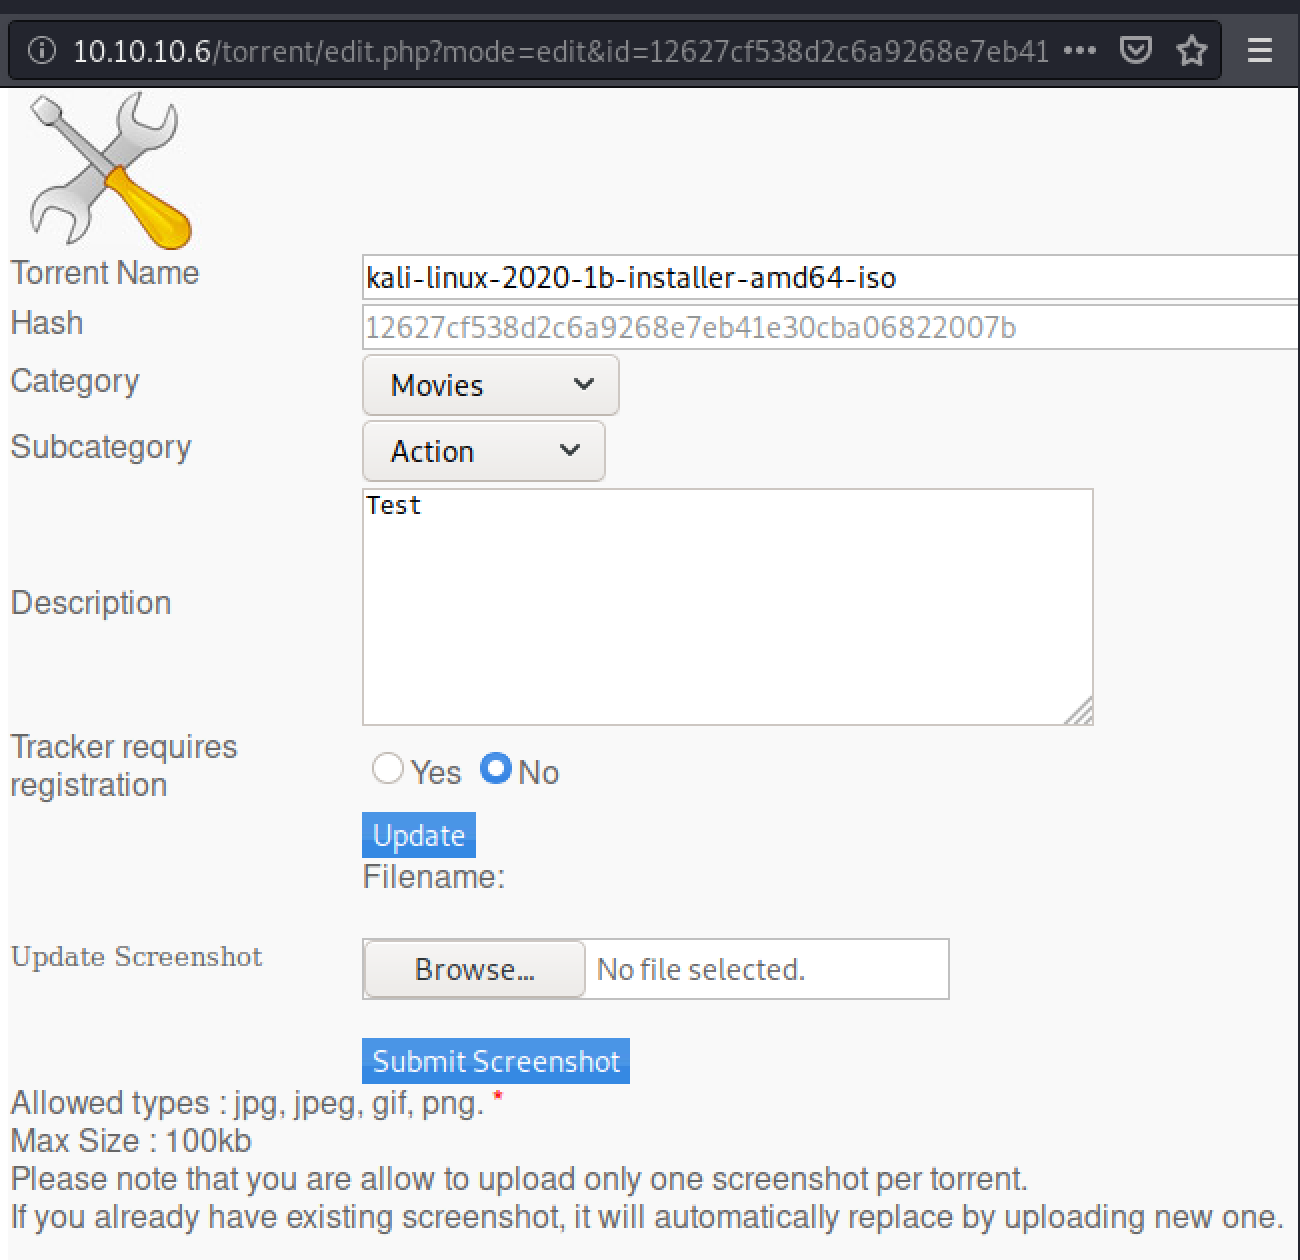 10.10.10.6/torrent/edit.php?mode=edit&id=12627cf538d2c6a9268e7eb41
Torrent Name kali-linux-2020-1b-installer-amd64-iso
Hash 12627cf538d2c6a9268e7eb41e30cba06822007b
Category Movies
Subcategory Action
Test
Description
Tracker requires
registration
Yes No
Update
Filename:
Update Screenshot Browse... No file selected.
Submit Screenshot
Allowed types : jpg, jpeg, gif, png. *
Max Size : 100kb
Please note that you are allow to upload only one screenshot per torrent.
If you already have existing screenshot, it will automatically replace by uploading new one.